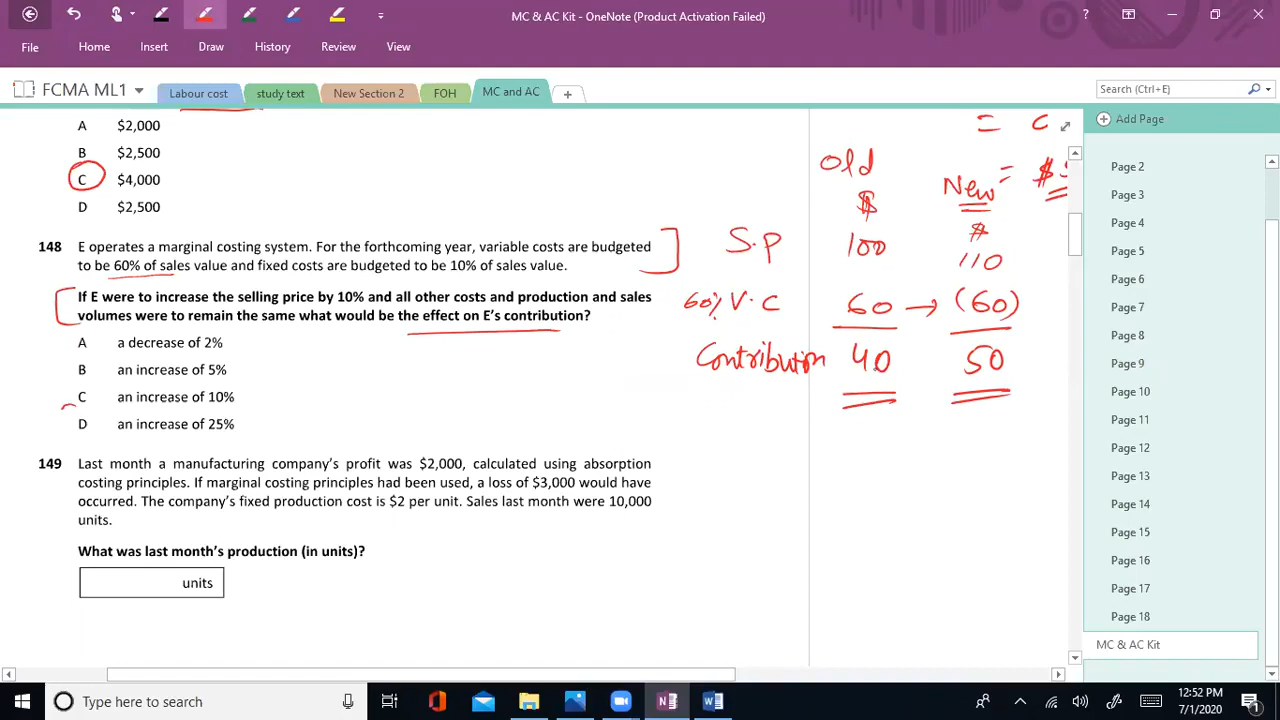 MC & AC Kit - OneNote (Product Activation Failed)
File Home Insert Draw History Review View
FCMA ML1 Labour cost study text New Section 2 FOH MC and AC
Search (Ctrl+E)
A $2,000
B $2,500
C $4,000
D $2,500
148 E operates a marginal costing system. For the forthcoming year, variable costs are budgeted
to be 60% of sales value and fixed costs are budgeted to be 10% of sales value.
If E were to increase the selling price by 10% and all other costs and production and sales
volumes were to remain the same what would be the effect on E's contribution?
A a decrease of 2%
B an increase of 5%
C an increase of 10%
D an increase of 25%
149 Last month a manufacturing company's profit was $2,000, calculated using absorption
costing principles. If marginal costing principles had been used, a loss of $3,000 would have
occurred. The company's fixed production cost is $2 per unit. Sales last month were 10,000
units.
What was last month's production (in units)?
units
= C
Old New = $
$ $
S.P 100 110
60% V.C 60 → (60)
Contribution 40 50
Add Page
Page 2
Page 3
Page 4
Page 5
Page 6
Page 7
Page 8
Page 9
Page 10
Page 11
Page 12
Page 13
Page 14
Page 15
Page 16
Page 17
Page 18
MC & AC Kit
Type here to search
12:52 PM
7/1/2020